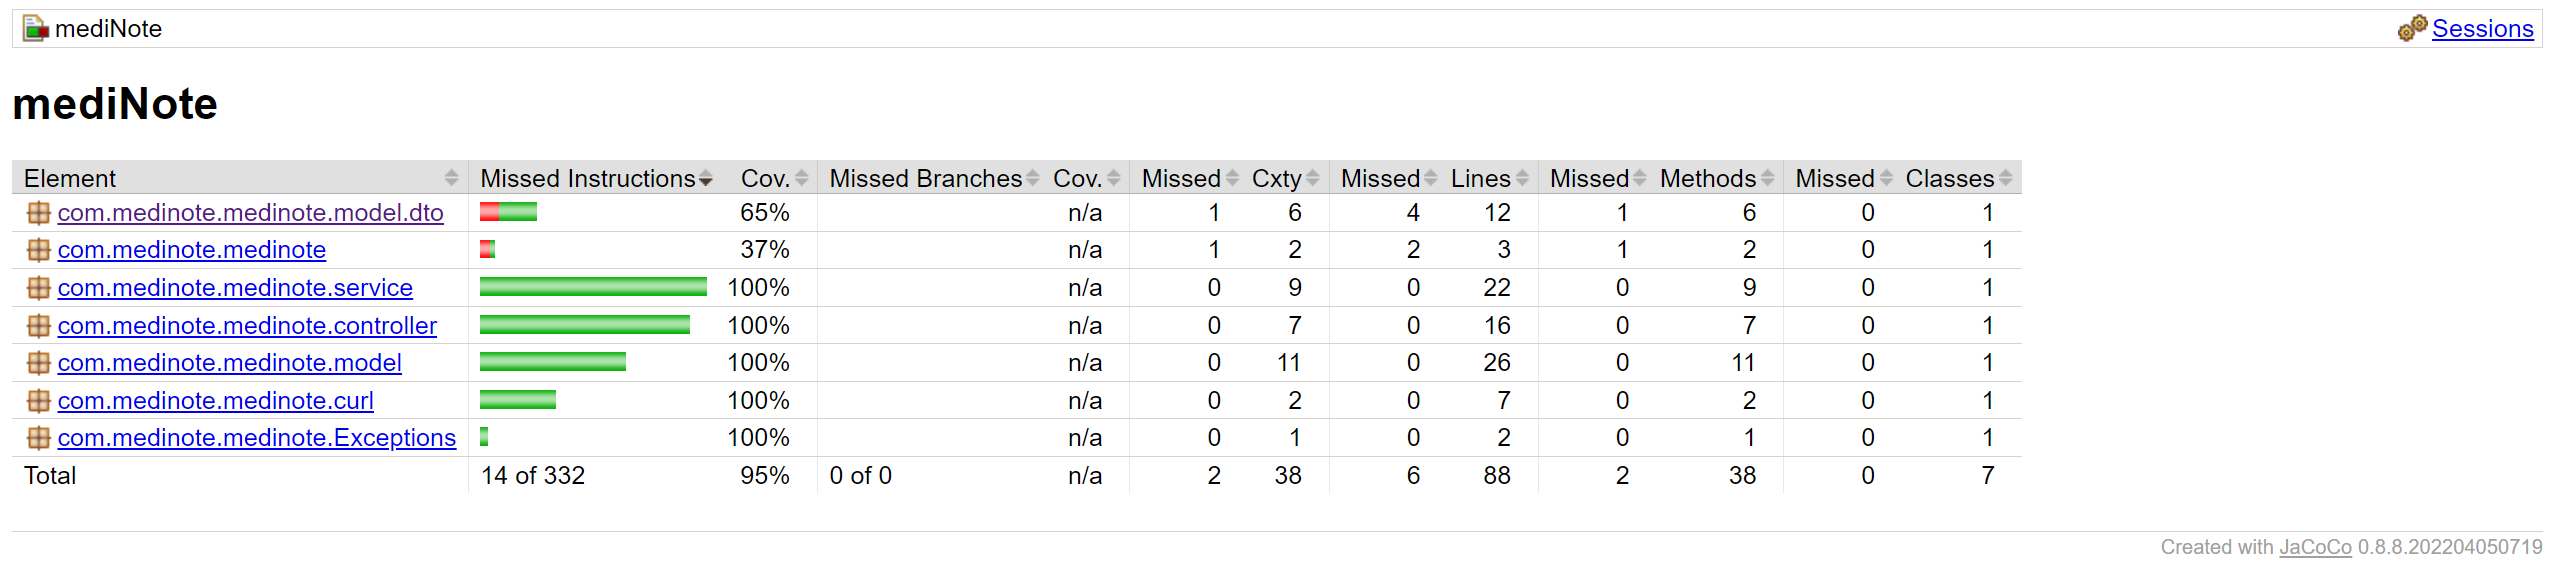 mediNote Sessions
mediNote
Element Missed Instructions Cov. Missed Branches Cov. Missed Cxty Missed Lines Missed Methods Missed Classes
com.medinote.medinote.model.dto 65% n/a 1 6 4 12 1 6 0 1
com.medinote.medinote 37% n/a 1 2 2 3 1 2 0 1
com.medinote.medinote.service 100% n/a 0 9 0 22 0 9 0 1
com.medinote.medinote.controller 100% n/a 0 7 0 16 0 7 0 1
com.medinote.medinote.model 100% n/a 0 11 0 26 0 11 0 1
com.medinote.medinote.curl 100% n/a 0 2 0 7 0 2 0 1
com.medinote.medinote.Exceptions 100% n/a 0 1 0 2 0 1 0 1
Total 14 of 332 95% 0 of 0 n/a 2 38 6 88 2 38 0 7
Created with JaCoCo 0.8.8.202204050719